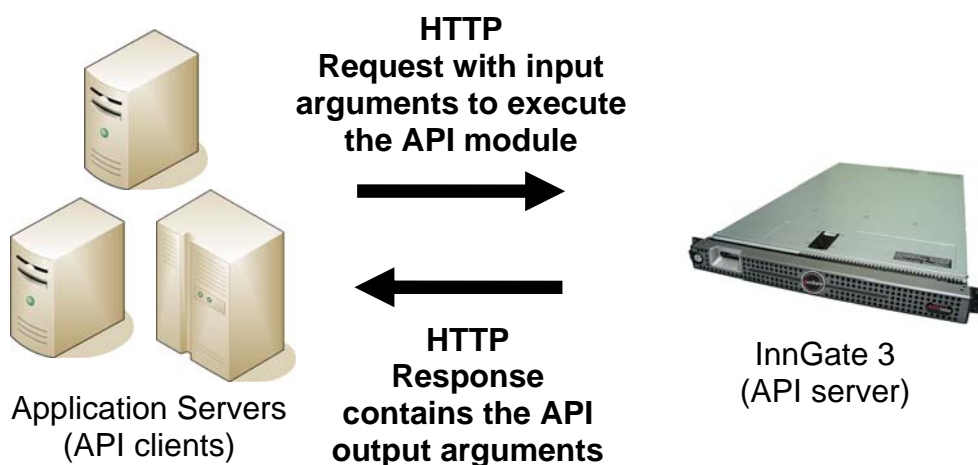 HTTP
Request with input
arguments to execute
the API module
HTTP
Response
contains the API
output arguments
Application Servers
(API clients)
InnGate 3
(API server)